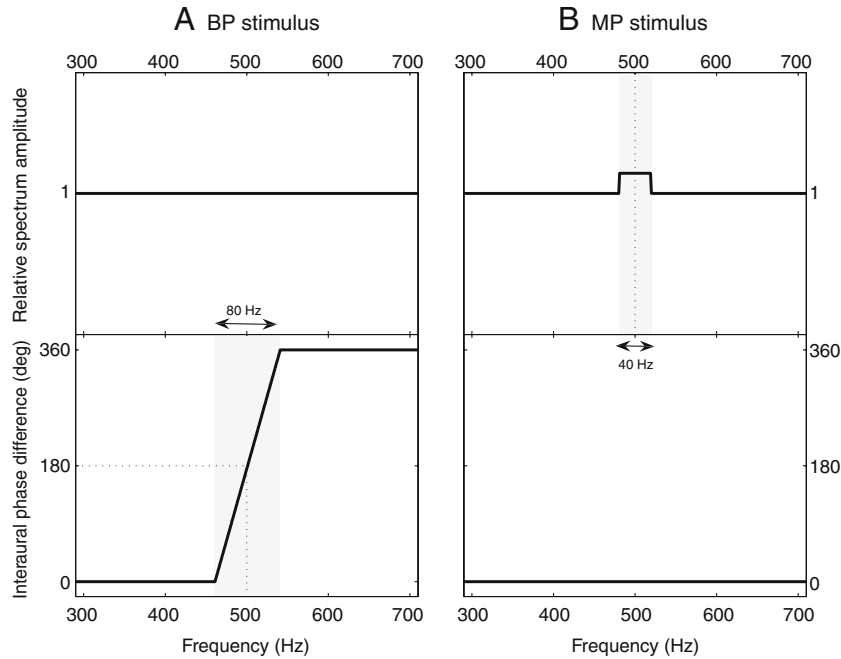 A BP stimulus
B MP stimulus
300 400 500 600 700
300 400 500 600 700
Relative spectrum amplitude
1
1
80 Hz
40 Hz
Interaural phase difference (deg)
360
180
0
360
180
0
300 400 500 600 700
300 400 500 600 700
Frequency (Hz)
Frequency (Hz)